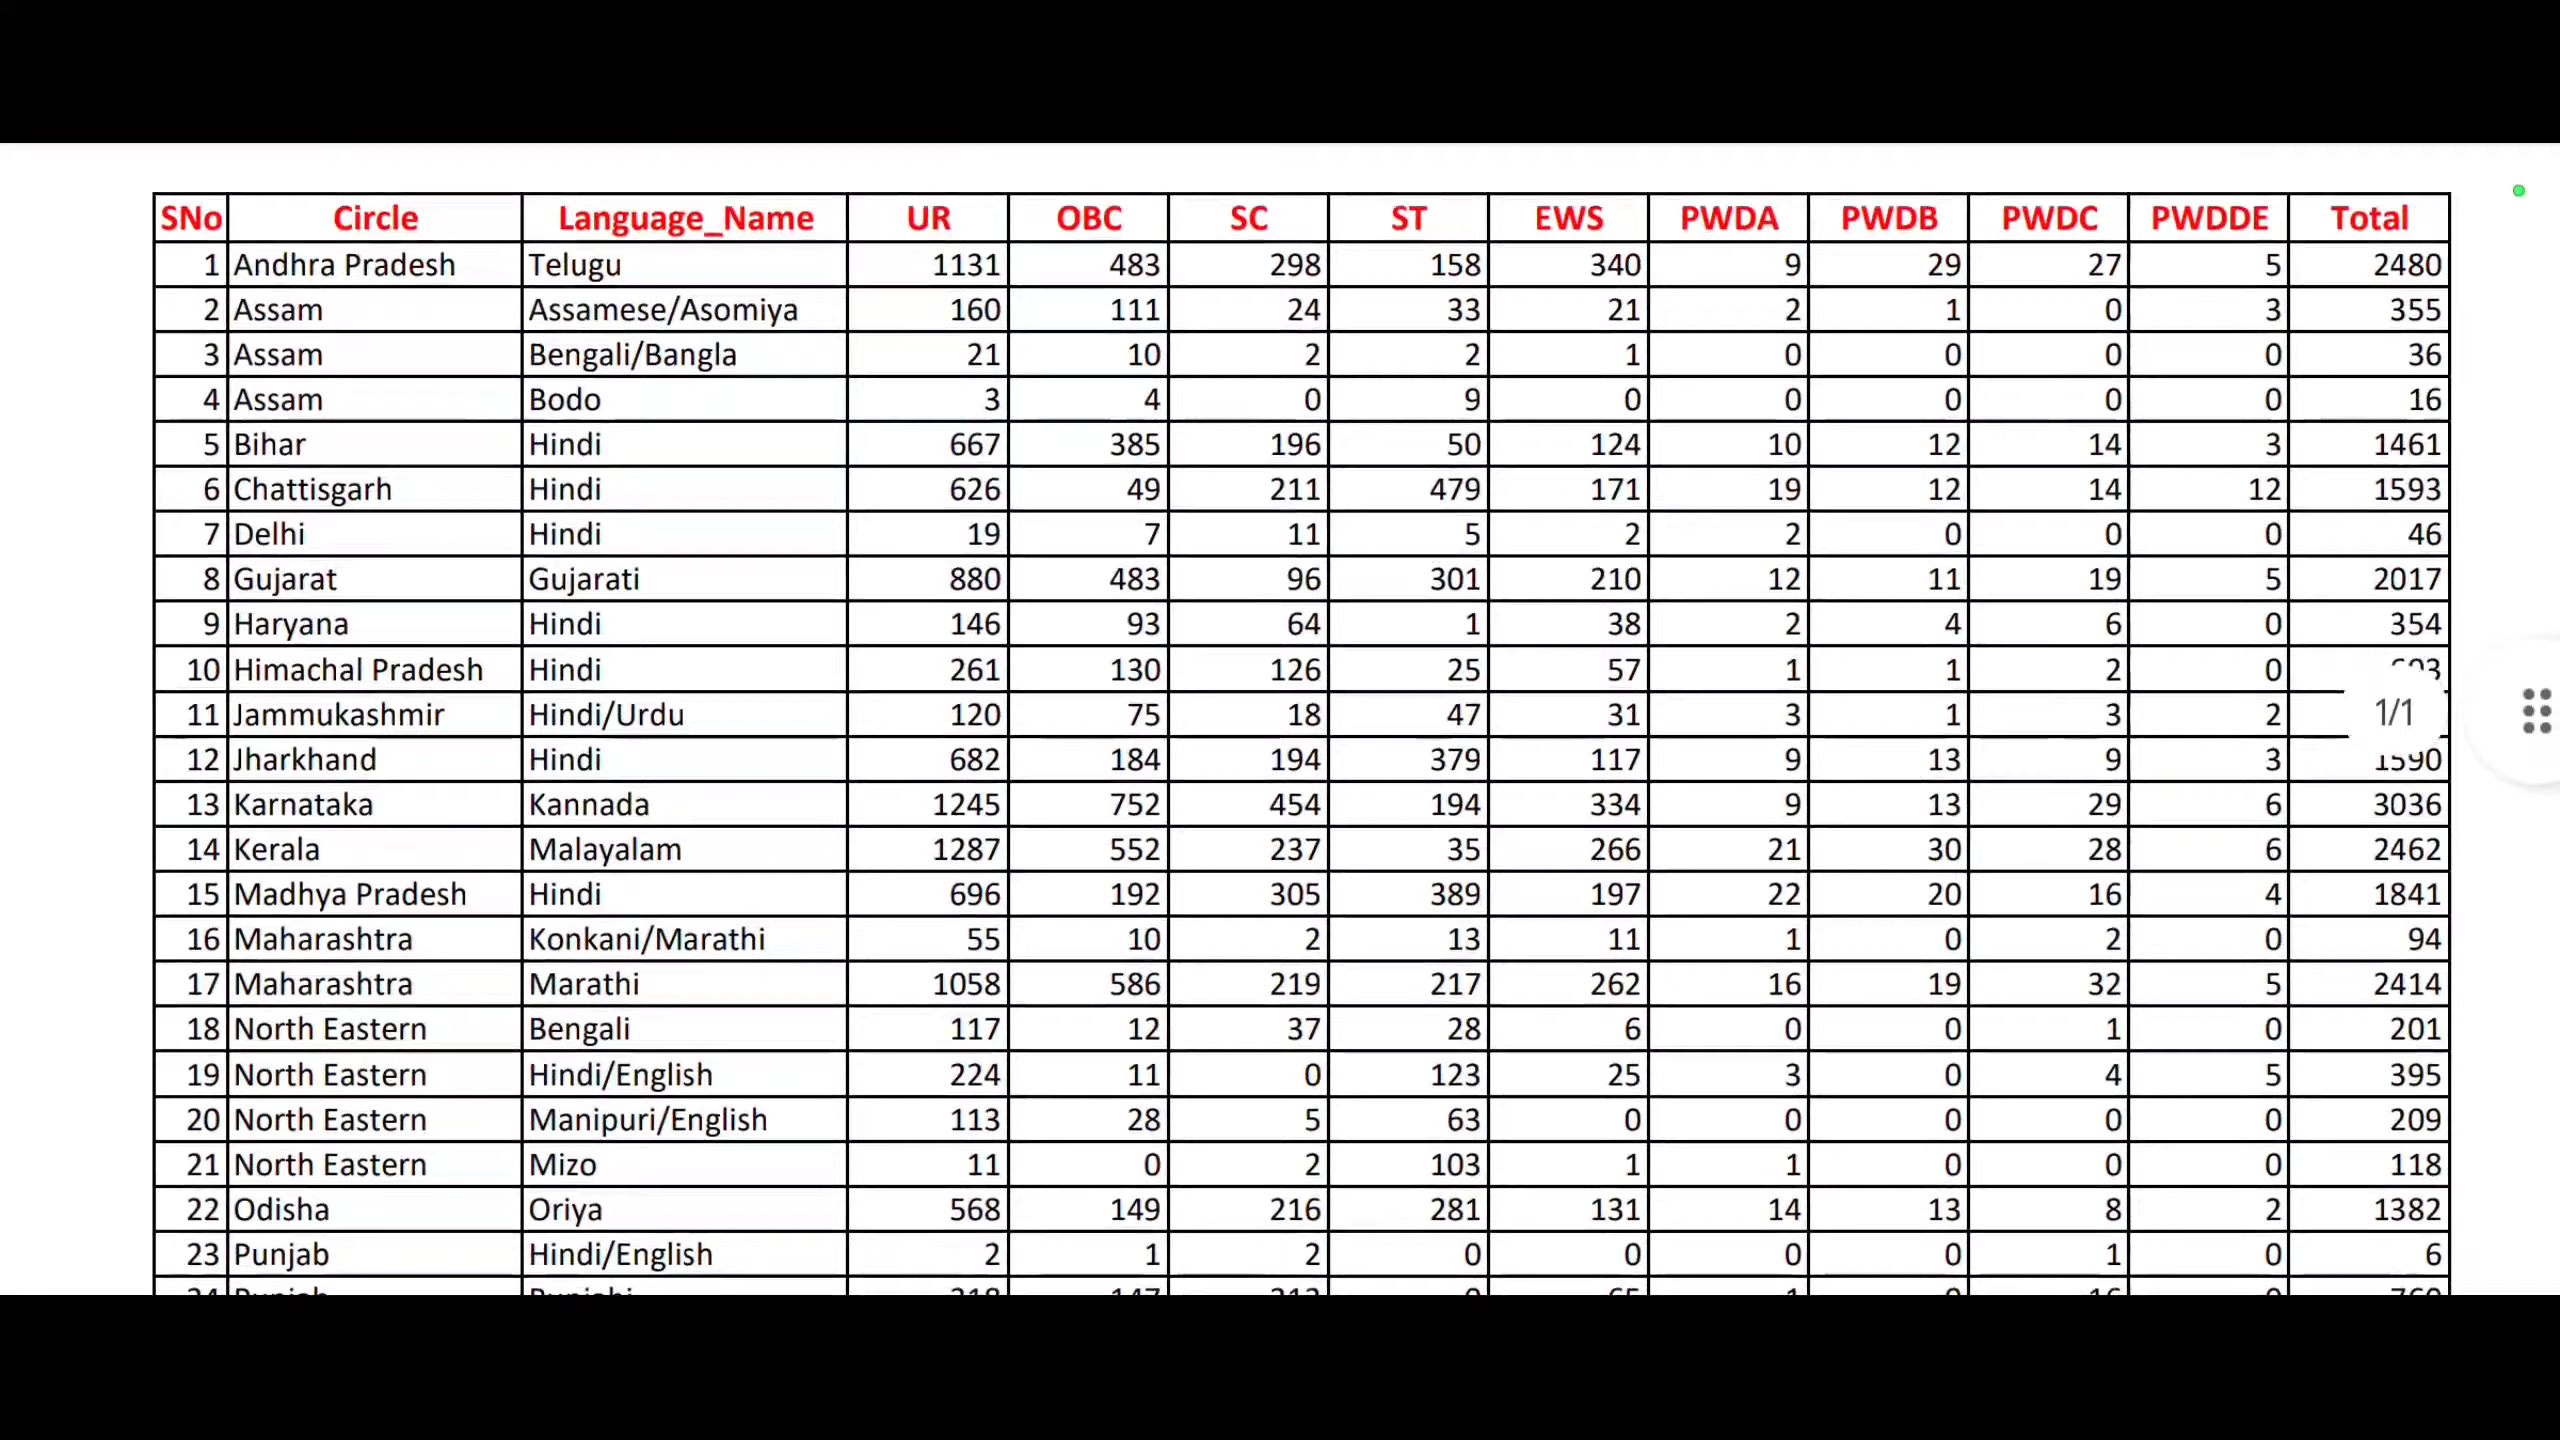 SNo Circle Language_Name UR OBC SC ST EWS PWDA PWDB PWDC PWDDE Total
1 Andhra Pradesh Telugu 1131 483 298 158 340 9 29 27 5 2480
2 Assam Assamese/Asomiya 160 111 24 33 21 2 1 0 3 355
3 Assam Bengali/Bangla 21 10 2 2 1 0 0 0 0 36
4 Assam Bodo 3 4 0 9 0 0 0 0 0 16
5 Bihar Hindi 667 385 196 50 124 10 12 14 3 1461
6 Chattisgarh Hindi 626 49 211 479 171 19 12 14 12 1593
7 Delhi Hindi 19 7 11 5 2 2 0 0 0 46
8 Gujarat Gujarati 880 483 96 301 210 12 11 19 5 2017
9 Haryana Hindi 146 93 64 1 38 2 4 6 0 354
10 Himachal Pradesh Hindi 261 130 126 25 57 1 1 2 0
11 Jammukashmir Hindi/Urdu 120 75 18 47 31 3 1 3 2 1/1
12 Jharkhand Hindi 682 184 194 379 117 9 13 9 3 1590
13 Karnataka Kannada 1245 752 454 194 334 9 13 29 6 3036
14 Kerala Malayalam 1287 552 237 35 266 21 30 28 6 2462
15 Madhya Pradesh Hindi 696 192 305 389 197 22 20 16 4 1841
16 Maharashtra Konkani/Marathi 55 10 2 13 11 1 0 2 0 94
17 Maharashtra Marathi 1058 586 219 217 262 16 19 32 5 2414
18 North Eastern Bengali 117 12 37 28 6 0 0 1 0 201
19 North Eastern Hindi/English 224 11 0 123 25 3 0 4 5 395
20 North Eastern Manipuri/English 113 28 5 63 0 0 0 0 0 209
21 North Eastern Mizo 11 0 2 103 1 1 0 0 0 118
22 Odisha Oriya 568 149 216 281 131 14 13 8 2 1382
23 Punjab Hindi/English 2 1 2 0 0 0 0 1 0 6